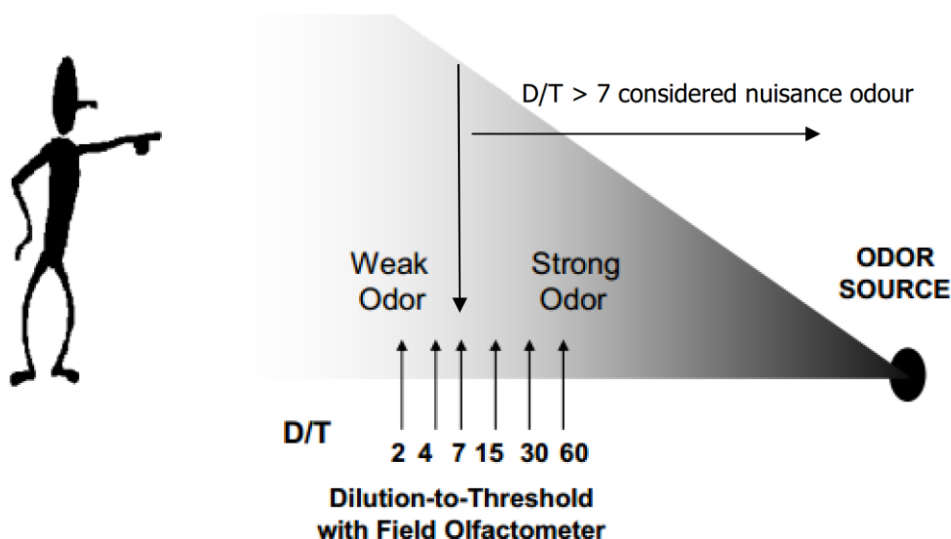 D/T > 7 considered nuisance odour
Weak
Odor
Strong
Odor
ODOR
SOURCE
D/T
2 4 7 15 30 60
Dilution-to-Threshold
with Field Olfactometer